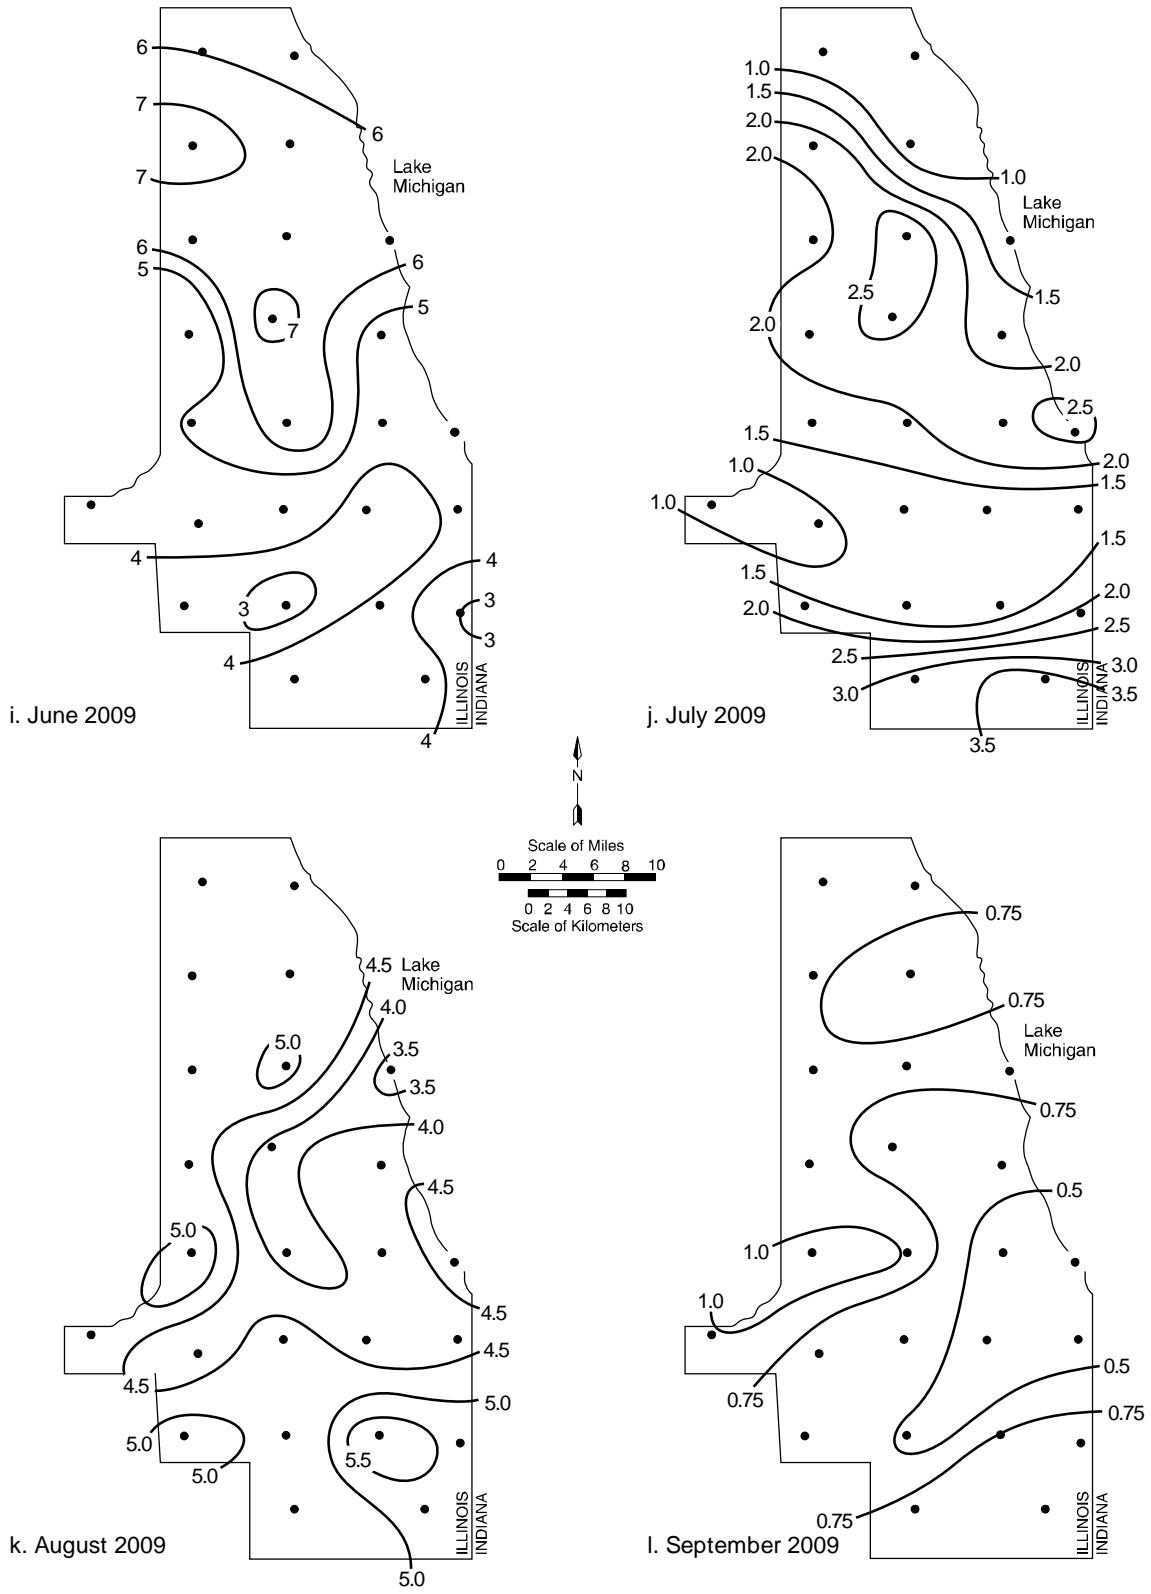 6
7
7
6
5
6
Lake
Michigan
6
5
7
4
3
4
4
3
3
4
ILLINOIS
INDIANA
i. June 2009
1.0
1.5
2.0
2.0
1.0
Lake
Michigan
2.5
1.5
2.0
2.0
2.5
1.5
2.0
1.5
1.0
1.0
1.5
1.5
2.0
2.0
2.5
2.5
3.0
3.0
3.5
3.5
ILLINOIS
INDIANA
j. July 2009
N
Scale of Miles
0 2 4 6 8 10
0 2 4 6 8 10
Scale of Kilometers
4.5
Lake
Michigan
4.0
5.0
3.5
3.5
4.0
4.5
5.0
4.5
4.5
4.5
5.0
5.0
5.0
5.5
5.0
ILLINOIS
INDIANA
k. August 2009
0.75
0.75
Lake
Michigan
0.75
0.5
1.0
1.0
0.5
0.75
0.75
0.75
ILLINOIS
INDIANA
l. September 2009